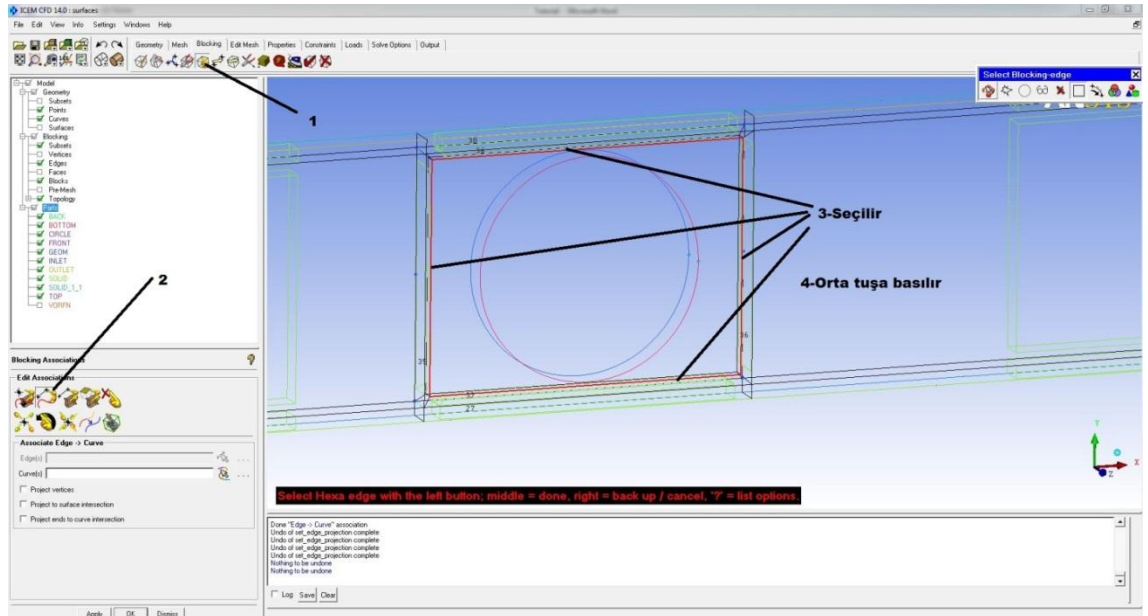 ICEM CFD 14.0 : surfaces
File Edit View Info Settings Windows Help
Geometry Mesh Blocking Edit Mesh Properties Constraints Loads Solve Options Output
Model
Geometry
Subsets
Points
Curves
Surfaces
Blocking
Subsets
Vertices
Edges
Faces
Blocks
Pre-Mesh
Topology
Parts
BACK
BOTTOM
CIRCLE
FRONT
GEOM
INLET
OUTLET
SOLID
SOLID_1_1
TOP
VORFN
1
2
Select Blocking-edge
3-Seçilir
4-Orta tuşa basılır
38
36
35
37
27
Y
X
Z
Blocking Associations
Edit Associations
Associate Edge -> Curve
Edge(s)
Curve(s)
Project vertices
Project to surface intersection
Project ends to curve intersection
Apply OK Dismiss
Select Hexa edge with the left button; middle = done, right = back up / cancel, '?' = list options.
Done "Edge -> Curve" association
Undo of set_edge_projection complete
Undo of set_edge_projection complete
Undo of set_edge_projection complete
Undo of set_edge_projection complete
Nothing to be undone
Nothing to be undone
Log Save Clear